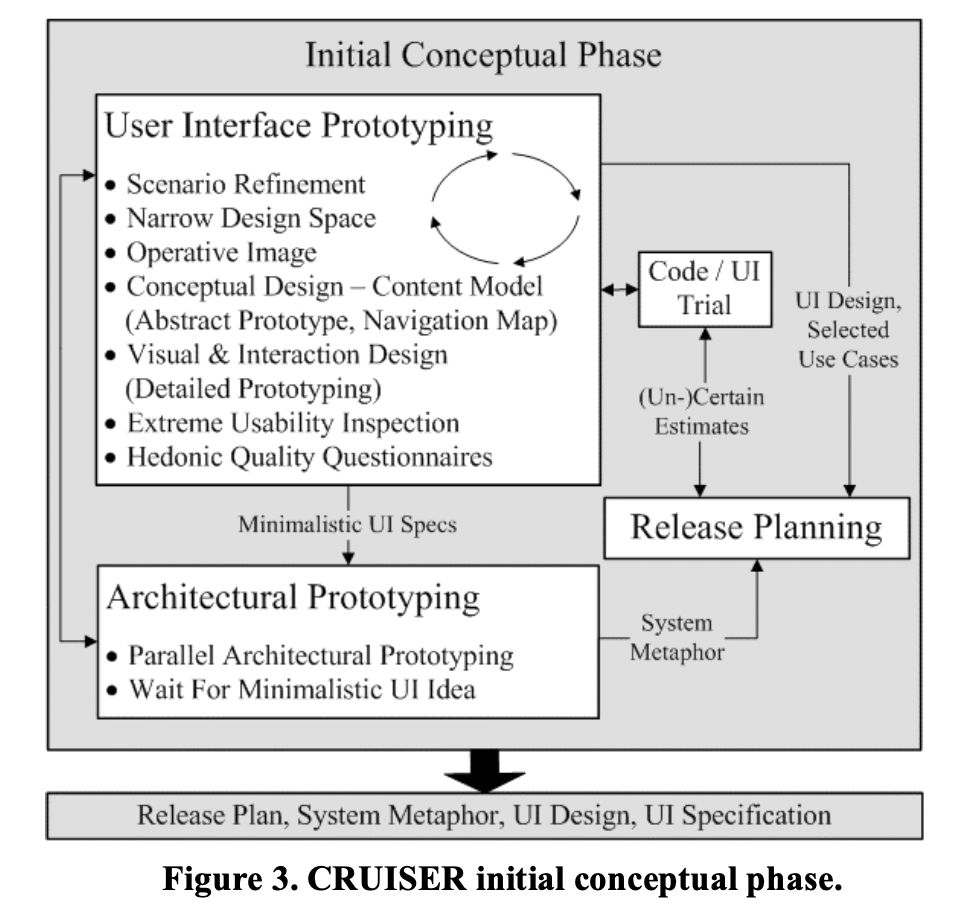 Initial Conceptual Phase
User Interface Prototyping
• Scenario Refinement
• Narrow Design Space
• Operative Image
• Conceptual Design – Content Model
(Abstract Prototype, Navigation Map)
• Visual & Interaction Design
(Detailed Prototyping)
• Extreme Usability Inspection
• Hedonic Quality Questionnaires
Code / UI
Trial
UI Design,
Selected
Use Cases
(Un-)Certain
Estimates
Minimalistic UI Specs
Release Planning
Architectural Prototyping
• Parallel Architectural Prototyping
• Wait For Minimalistic UI Idea
System
Metaphor
Release Plan, System Metaphor, UI Design, UI Specification
Figure 3. CRUISER initial conceptual phase.